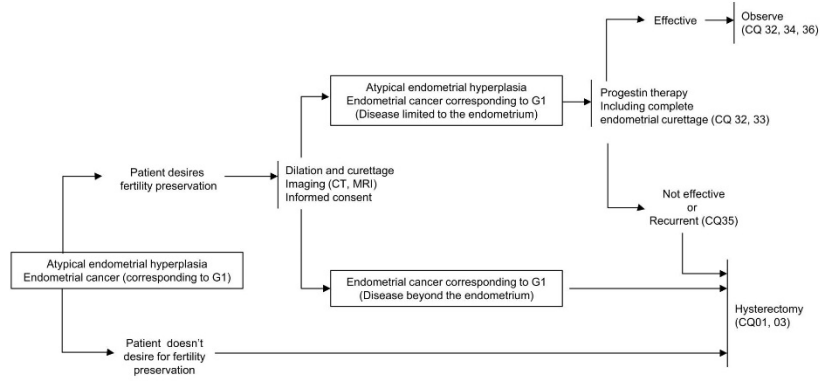 Effective
Observe
(CQ 32, 34, 36)
Atypical endometrial hyperplasia
Endometrial cancer corresponding to G1
(Disease limited to the endometrium)
Progestin therapy
Including complete
endometrial curettage (CQ 32, 33)
Patient desires
fertility preservation
Dilation and curettage
Imaging (CT, MRI)
Informed consent
Not effective
or
Recurrent (CQ35)
Atypical endometrial hyperplasia
Endometrial cancer (corresponding to G1)
Endometrial cancer corresponding to G1
(Disease beyond the endometrium)
Hysterectomy
(CQ01, 03)
Patient doesn't
desire for fertility
preservation